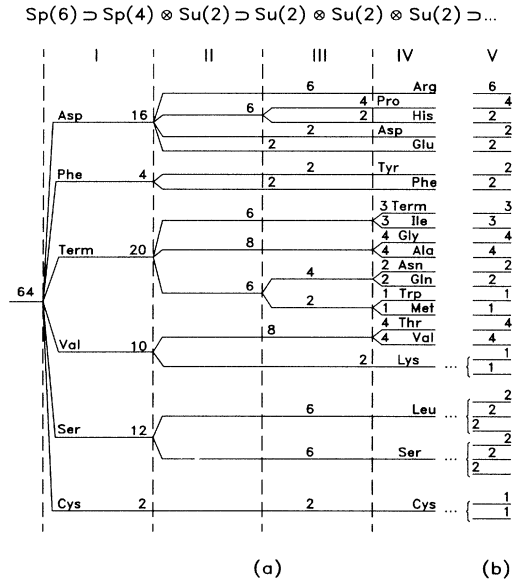 Sp(6) ⊃ Sp(4) ⊗ Su(2) ⊃ Su(2) ⊗ Su(2) ⊗ Su(2) ⊃...
I II III IV V
6 Arg 6
4 Pro 4
Asp 16 6 2 His 2
2 Asp 2
2 Glu 2
2 Tyr 2
Phe 4 2 Phe 2
3 Term 3
6 3 Ile 3
4 Gly 4
Term 20 8 4 Ala 4
2 Asn 2
4 2 Gln 2
6 1 Trp 1
2 1 Met 1
64
4 Thr 4
8 4 Val 4
Val 10 2 Lys ... { 1
1
2
6 Leu ... { 2
2
Ser 12 2
6 Ser ... { 2
2
Cys 2 2 Cys ... { 1
1
(a) (b)